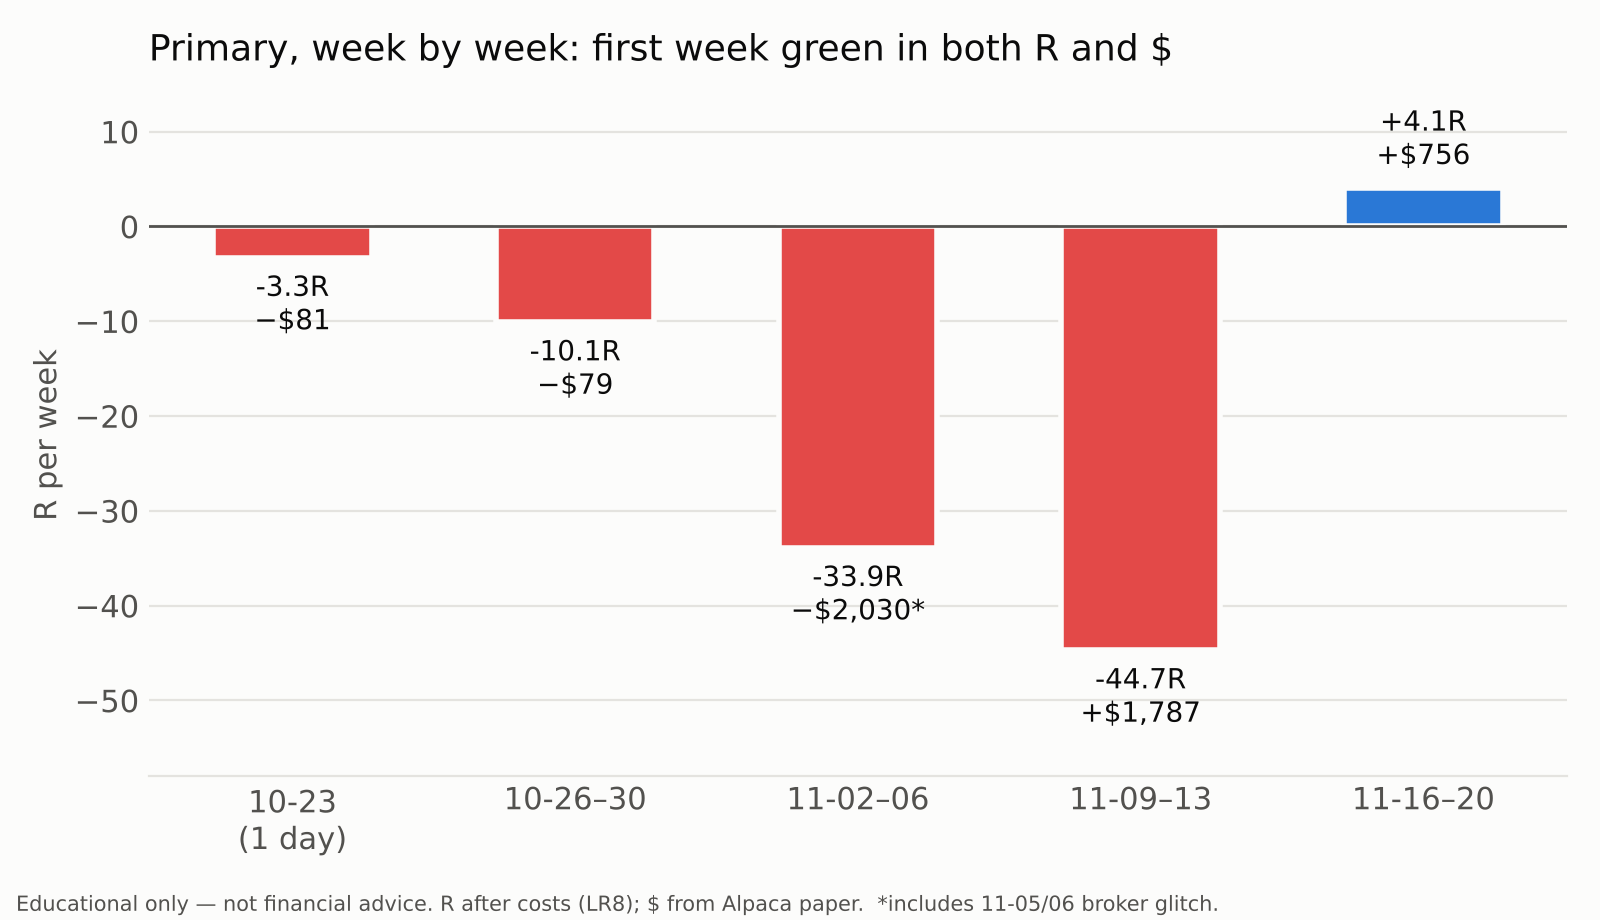 Primary, week by week: first week green in both R and $
R per week
10
0
−10
−20
−30
−40
−50
-3.3R
−$81
-10.1R
−$79
-33.9R
−$2,030*
-44.7R
+$1,787
+4.1R
+$756
10-23
(1 day)
10-26–30
11-02–06
11-09–13
11-16–20
Educational only — not financial advice. R after costs (LR8); $ from Alpaca paper.  *includes 11-05/06 broker glitch.